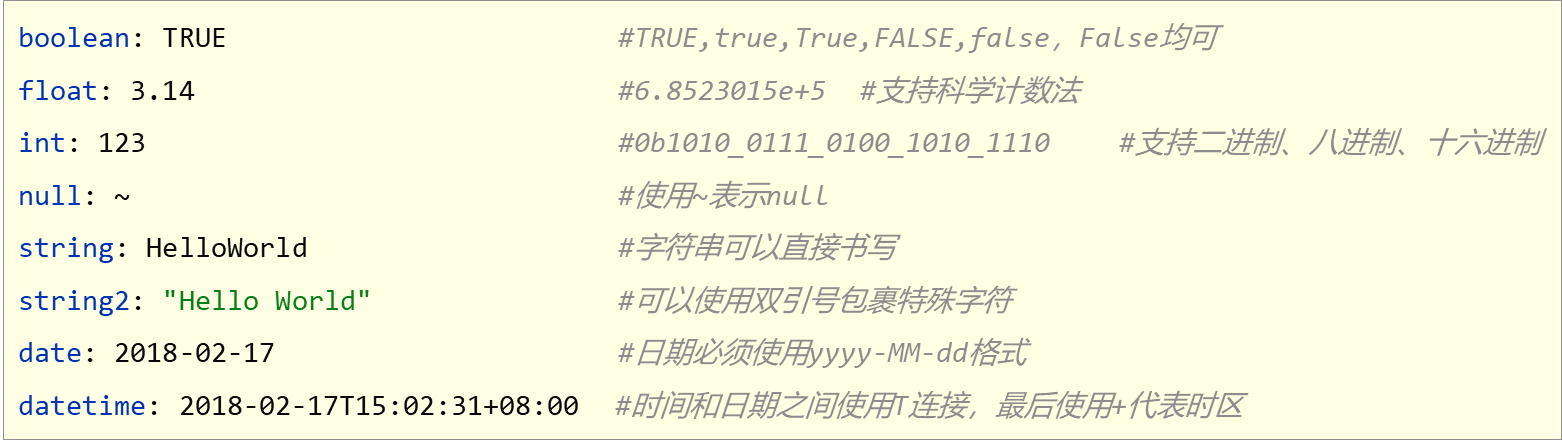 boolean: TRUE #TRUE,true,True,FALSE,false，False均可
float: 3.14 #6.8523015e+5 #支持科学计数法
int: 123 #0b1010_0111_0100_1010_1110 #支持二进制、八进制、十六进制
null: ~ #使用~表示null
string: HelloWorld #字符串可以直接书写
string2: "Hello World" #可以使用双引号包裹特殊字符
date: 2018-02-17 #日期必须使用yyyy-MM-dd格式
datetime: 2018-02-17T15:02:31+08:00 #时间和日期之间使用T连接，最后使用+代表时区